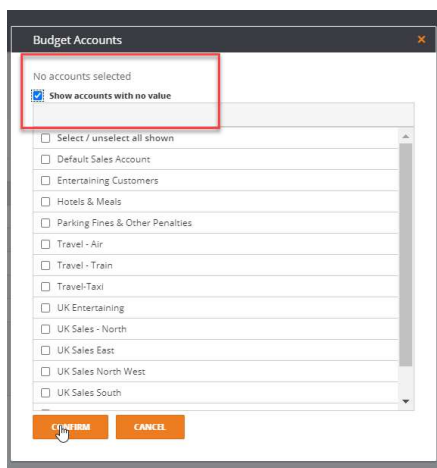 Budget Accounts
×
No accounts selected
Show accounts with no value
Select / unselect all shown
Default Sales Account
Entertaining Customers
Hotels & Meals
Parking Fines & Other Penalties
Travel - Air
Travel - Train
Travel-Taxi
UK Entertaining
UK Sales - North
UK Sales East
UK Sales North West
UK Sales South
CONFIRM
CANCEL